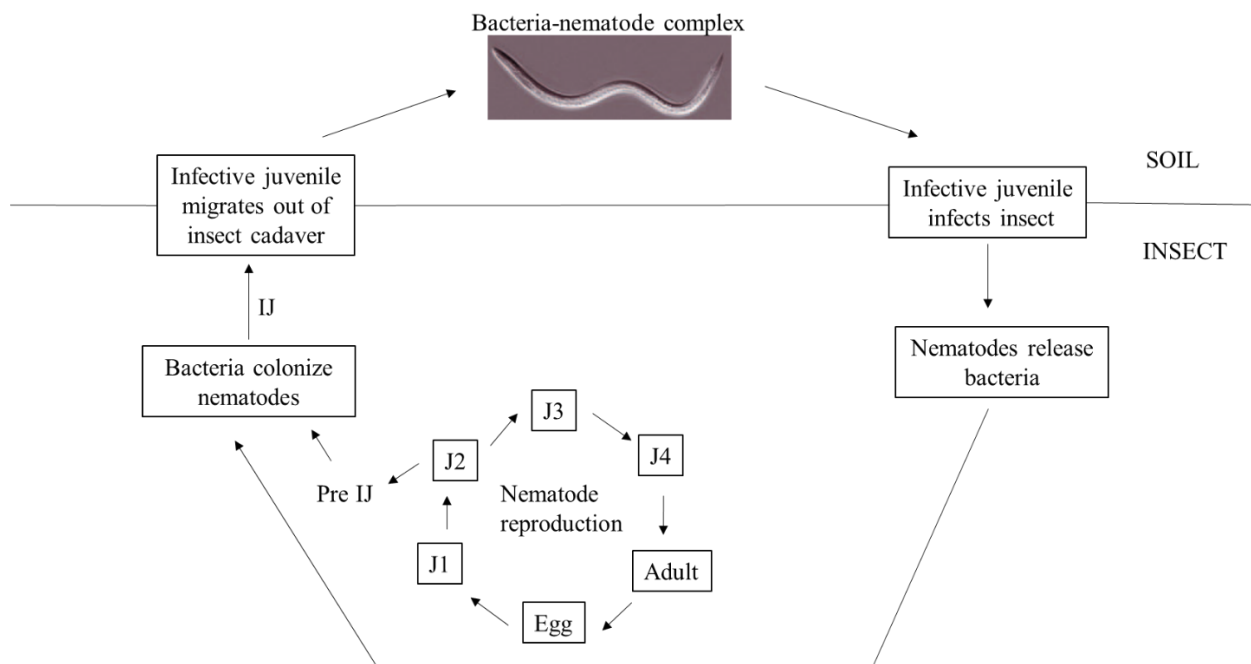 Bacteria-nematode complex
Infective juvenile
migrates out of
insect cadaver
Infective juvenile
infects insect
SOIL
INSECT
IJ
Bacteria colonize
nematodes
Nematodes release
bacteria
J3
J2
J4
Pre IJ
Nematode
reproduction
J1
Adult
Egg